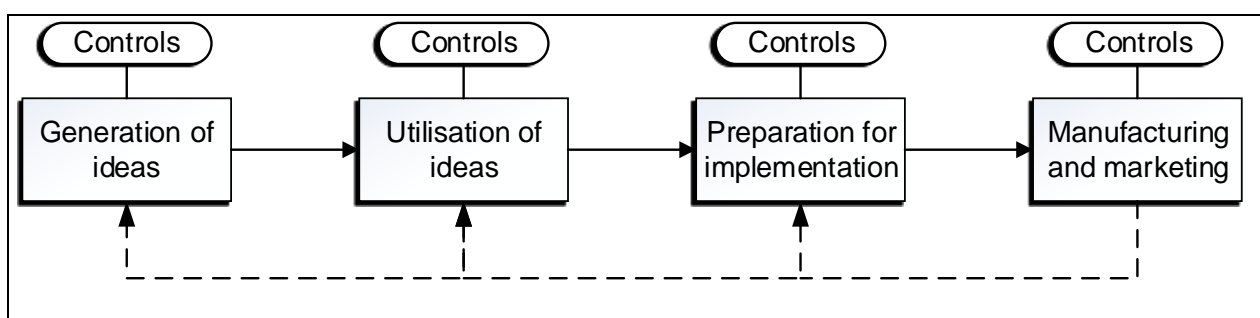 Controls
Controls
Controls
Controls
Generation of
ideas
Utilisation of
ideas
Preparation for
implementation
Manufacturing
and marketing